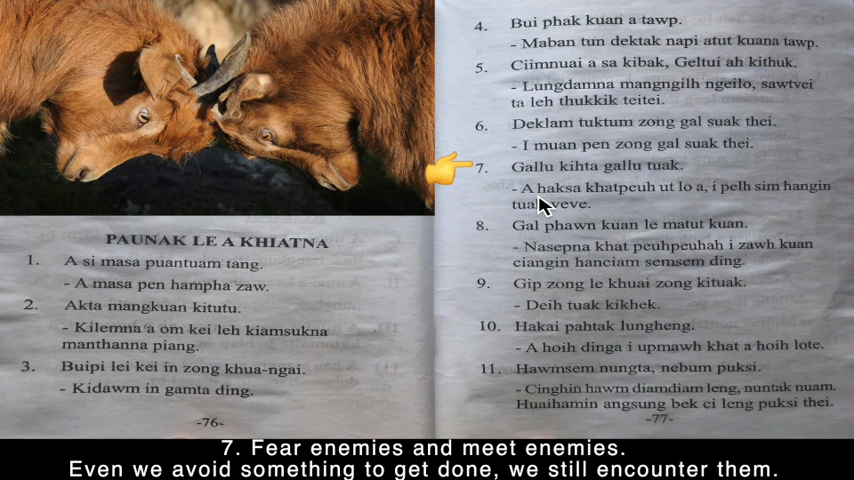 PAUNAK LE A KHIATNA
1. A si masa puantuam tang.
- A masa pen hampha zaw.
2. Akta mangkuan kitutu.
- Kilemna a om kei leh kiamsukna
manthanna piang.
3. Buipi lei kei in zong khua-ngai.
- Kidawm in gamta ding.
-76-
4. Bui phak kuan a tawp.
- Maban tun dektak napi atut kuana tawp.
5. Ciimnuai a sa kibak, Geltui ah kithuk.
- Lungdamna mangngilh ngeilo, sawtvei
ta leh thukkik teitei.
6. Deklam tuktum zong gal suak thei.
- I muan pen zong gal suak thei.
7. Gallu kihta gallu tuak.
- A haksa khatpeuh ut lo a, i pelh sim hangin
veve.
8. Gal phawn kuan le matut kuan.
- Nasepna khat peuhpeuhah i zawh kuan
ciangin hanciam semsem ding.
9. Gip zong le khuai zong kituak.
- Deih tuak kikhek.
10. Hakai pahtak lungheng.
- A hoih dinga i upmawh khat a hoih lote.
11. Hawmsem nungta, nebum puksi.
- Cinghin hawm diamdiam leng, nuntak nuam.
Huaihamin angsung bek ci leng puksi thei.
-77-
7. Fear enemies and meet enemies.
Even we avoid something to get done, we still encounter them.